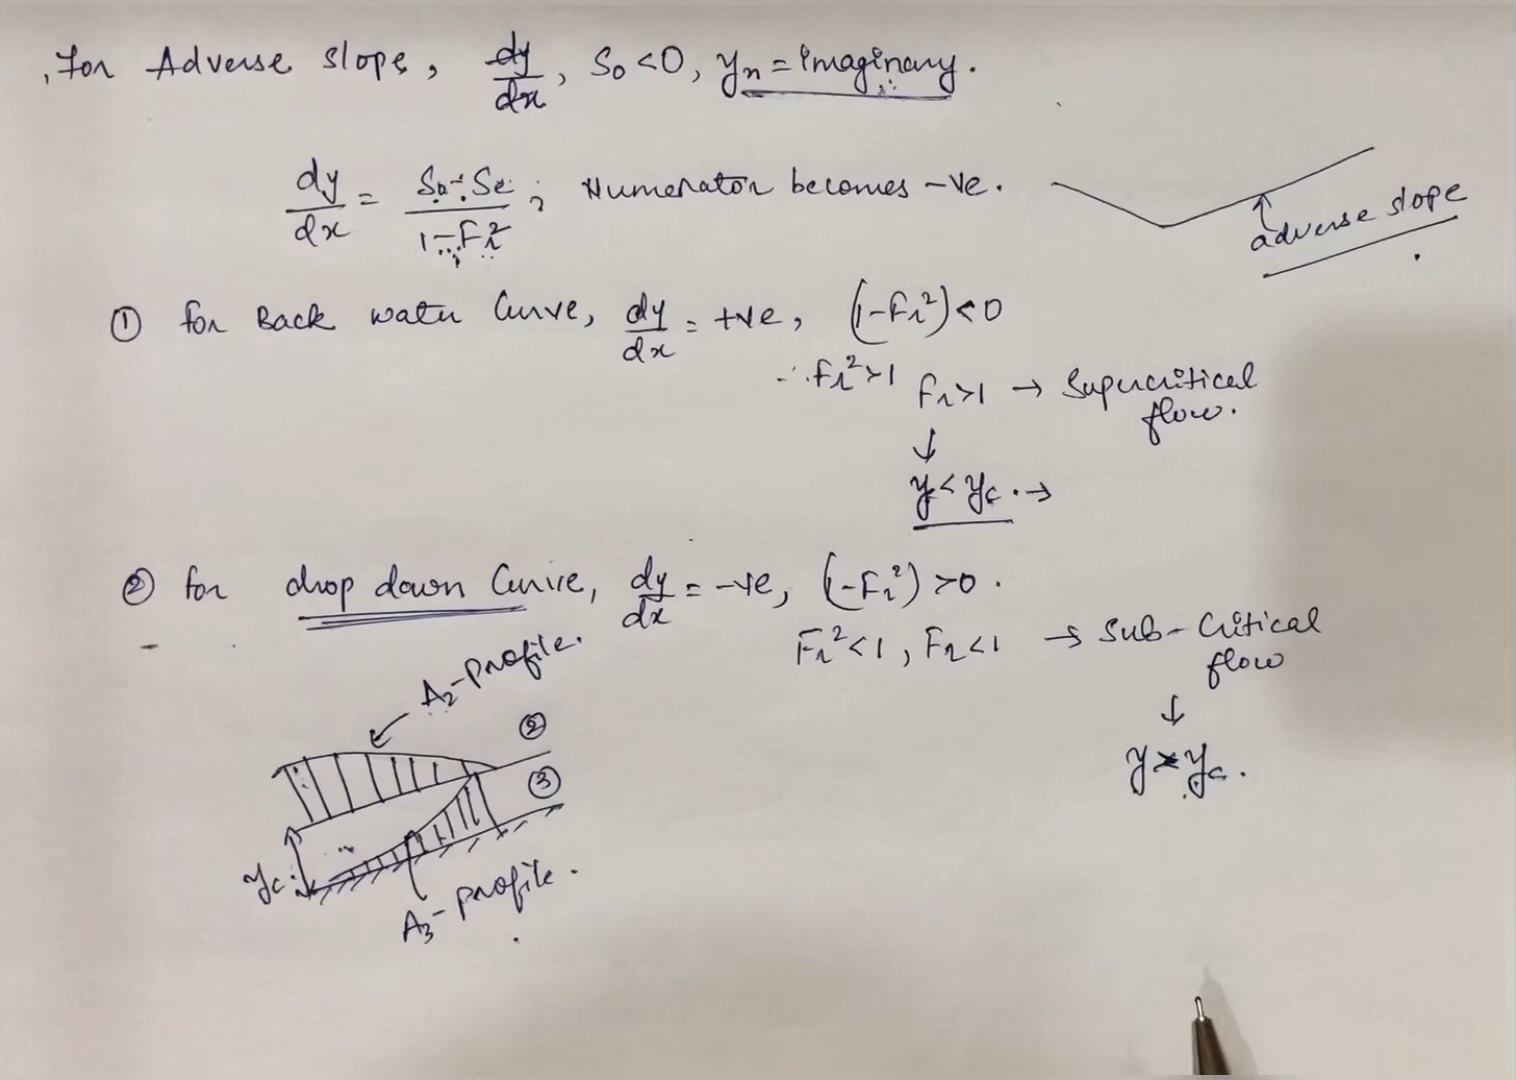 For Adverse slope, dy/dx, S₀ <0, yₙ = imaginary.
dy/dx = (S₀ - Sₑ)/(1 - Fr²) ; Numerator becomes -ve.
adverse slope
① for Back water Curve, dy/dx = +ve, (1-Fr²) <0
∴ Fr² >1 Fr >1 → Supercritical
flow.
↓
y < yc . →
② for drop down Curve, dy/dx = -ve, (1-Fr²) >0 .
Fr² <1 , Fr <1 → Sub-Critical
flow
↓
A₂-profile.
②
y > yc .
③
yc
A₃-profile.